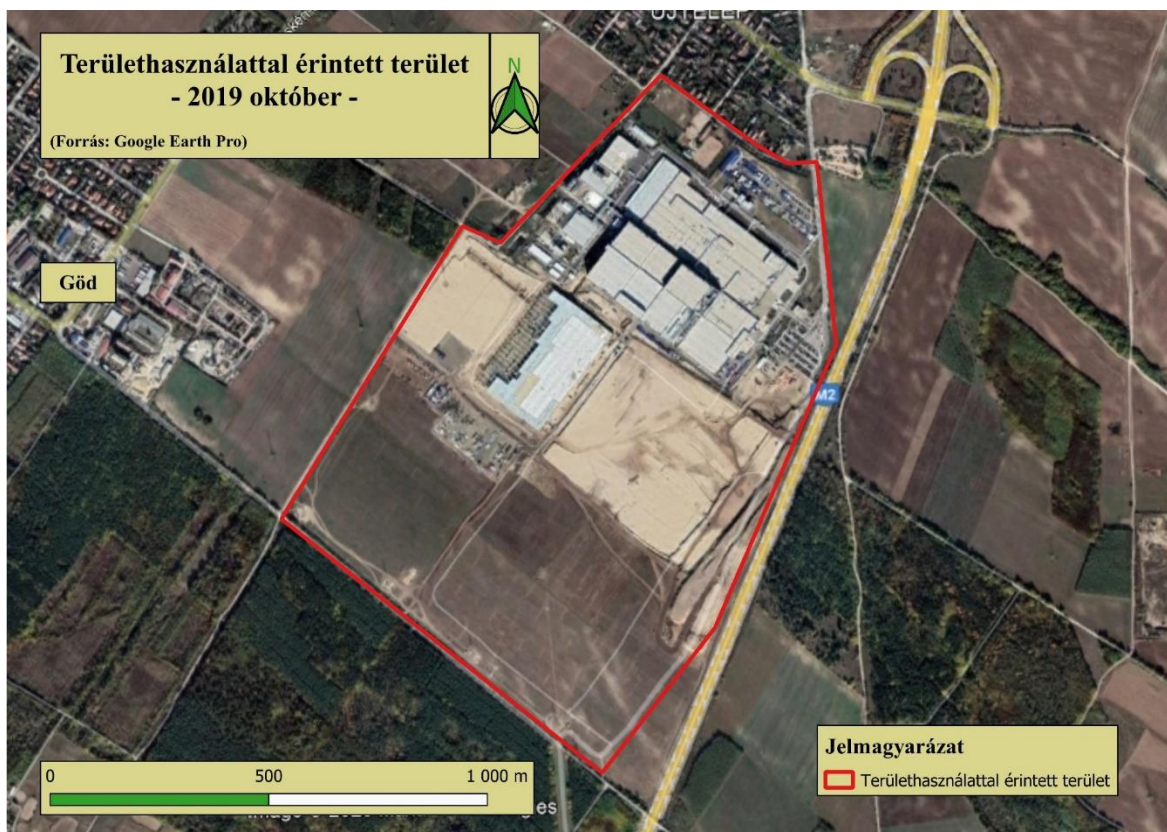 ÚJTELEP
Területhasználattal érintett terület
- 2019 október -
(Forrás: Google Earth Pro)
N
Göd
M2
Jelmagyarázat
Területhasználattal érintett terület
0 500 1 000 m